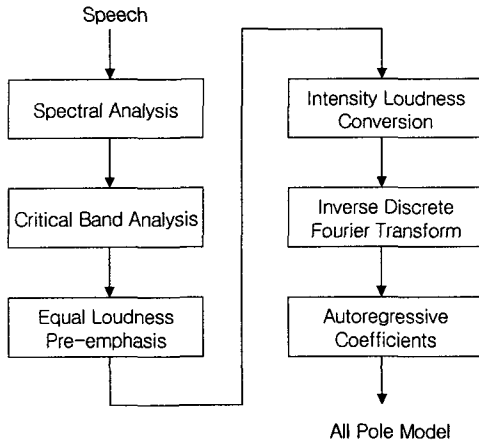 Speech
Spectral Analysis
Critical Band Analysis
Equal Loudness
Pre-emphasis
Intensity Loudness
Conversion
Inverse Discrete
Fourier Transform
Autoregressive
Coefficients
All Pole Model